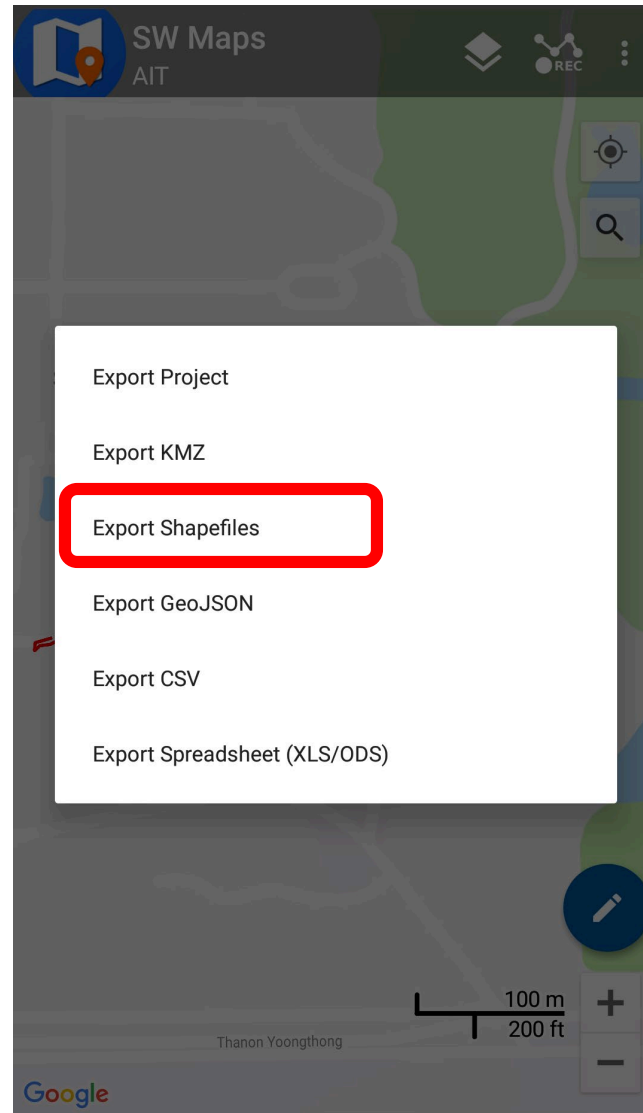 SW Maps
AIT
REC
Export Project
Export KMZ
Export Shapefiles
Export GeoJSON
Export CSV
Export Spreadsheet (XLS/ODS)
100 m
200 ft
Thanon Yoongthong
Google